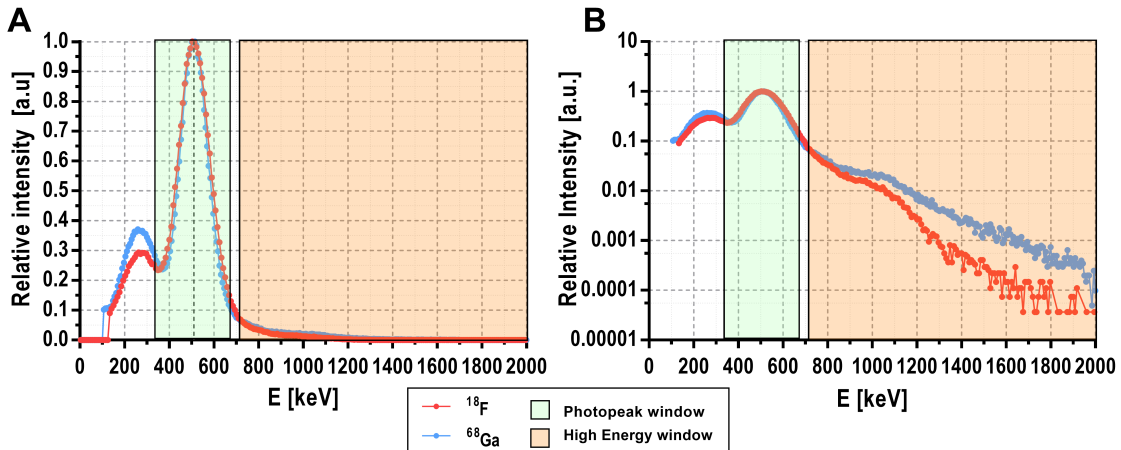 A
Relative intensity [a.u]
1.0
0.9
0.8
0.7
0.6
0.5
0.4
0.3
0.2
0.1
0.0
0 200 400 600 800 1000 1200 1400 1600 1800 2000
E [keV]
B
Relative Intensity [a.u.]
10
1
0.1
0.01
0.001
0.0001
0.00001
0 200 400 600 800 1000 1200 1400 1600 1800 2000
E [keV]
¹⁸F
Photopeak window
⁶⁸Ga
High Energy window